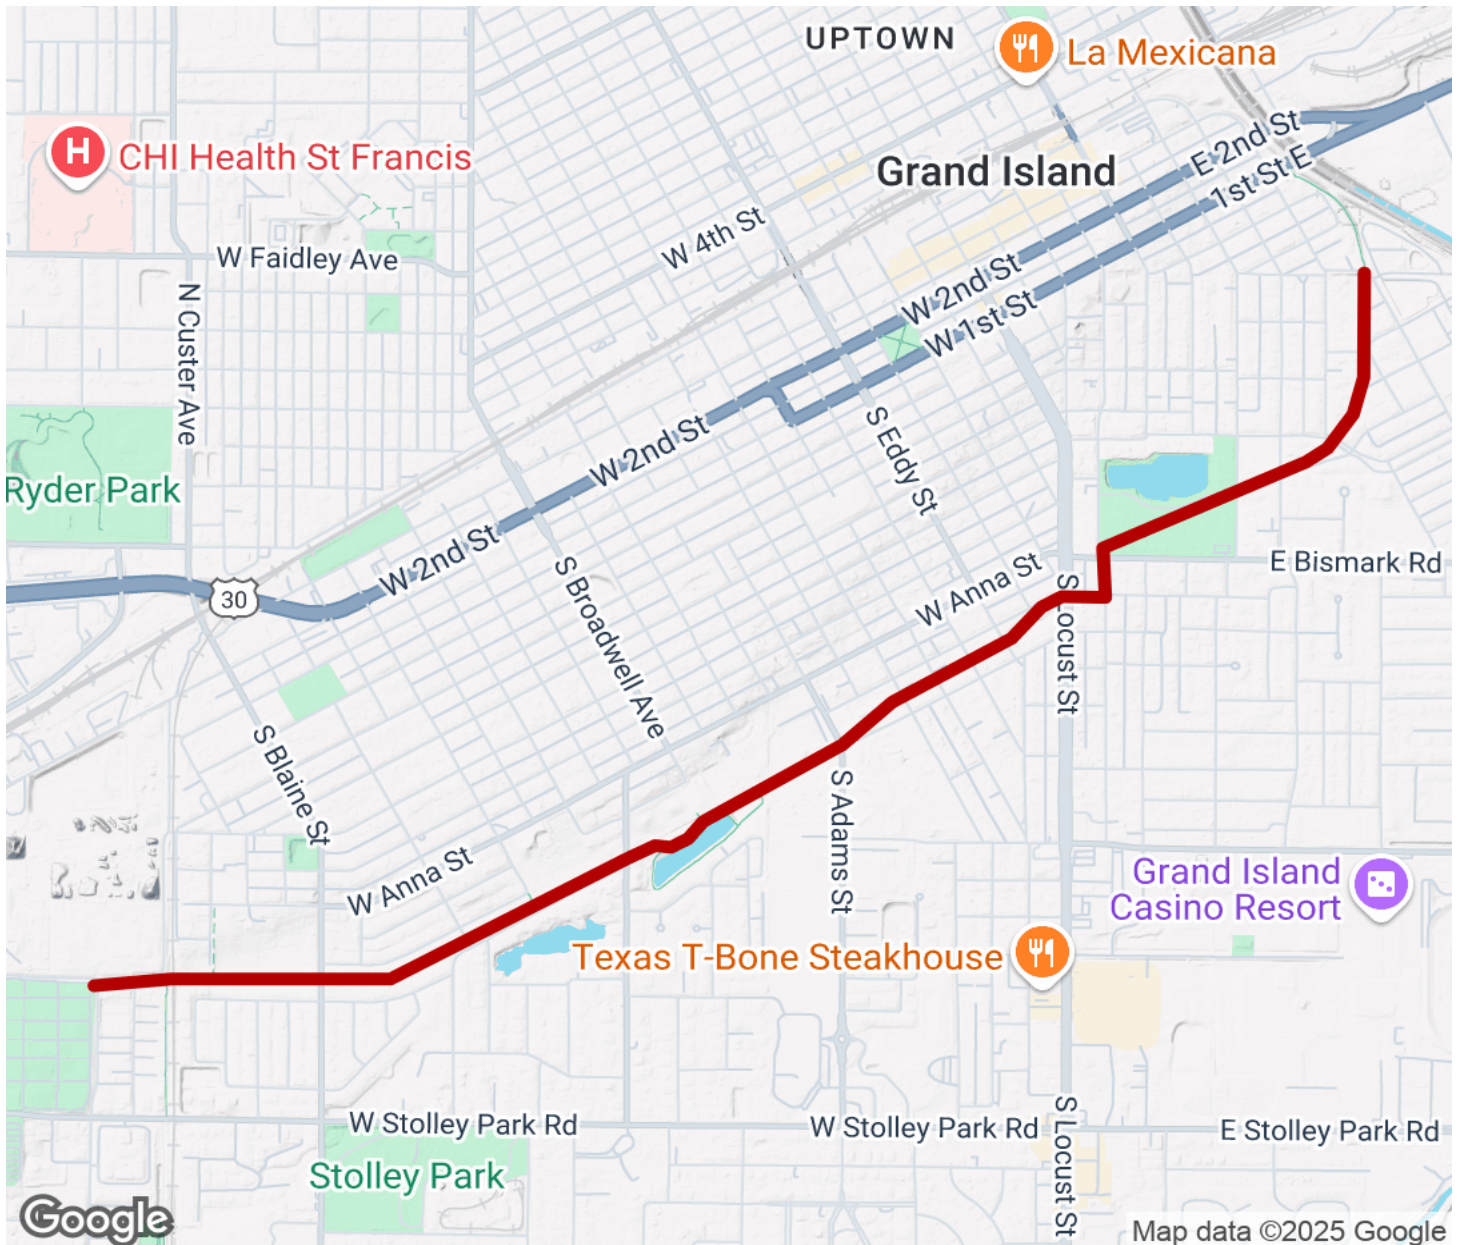 UPTOWN
La Mexicana
H
CHI Health St Francis
Grand Island
E 2nd St
1st St E
W 4th St
W Faidley Ave
N Custer Ave
W 2nd St
W 1st St
W 2nd St
S Eddy St
Ryder Park
W 2nd St
30
S Broadwell Ave
W Anna St
E Bismark Rd
S Locust St
S Blaine St
S Adams St
W Anna St
Grand Island
Casino Resort
Texas T-Bone Steakhouse
W Stolley Park Rd
W Stolley Park Rd
S Locust St
E Stolley Park Rd
Stolley Park
Google
Map data ©2025 Google